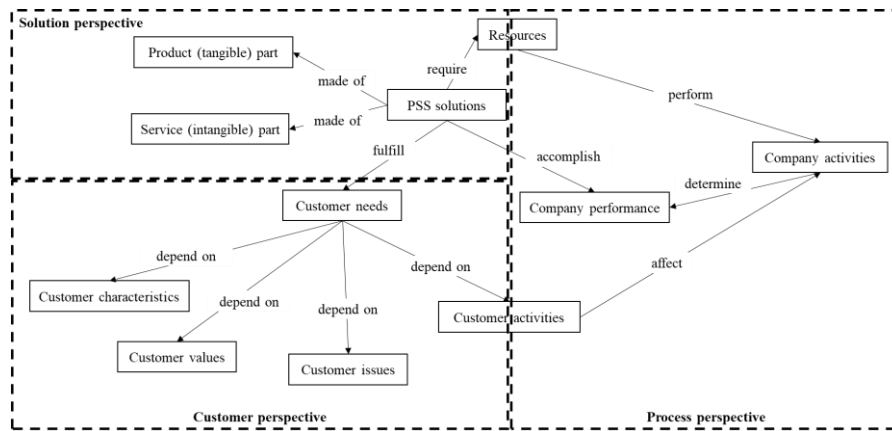 Solution perspective
Resources
Product (tangible) part
require
perform
made of
PSS solutions
made of
Service (intangible) part
fulfill
accomplish
Company activities
determine
Customer needs
Company performance
depend on
depend on
affect
Customer characteristics
depend on
depend on
Customer activities
Customer values
Customer issues
Customer perspective
Process perspective